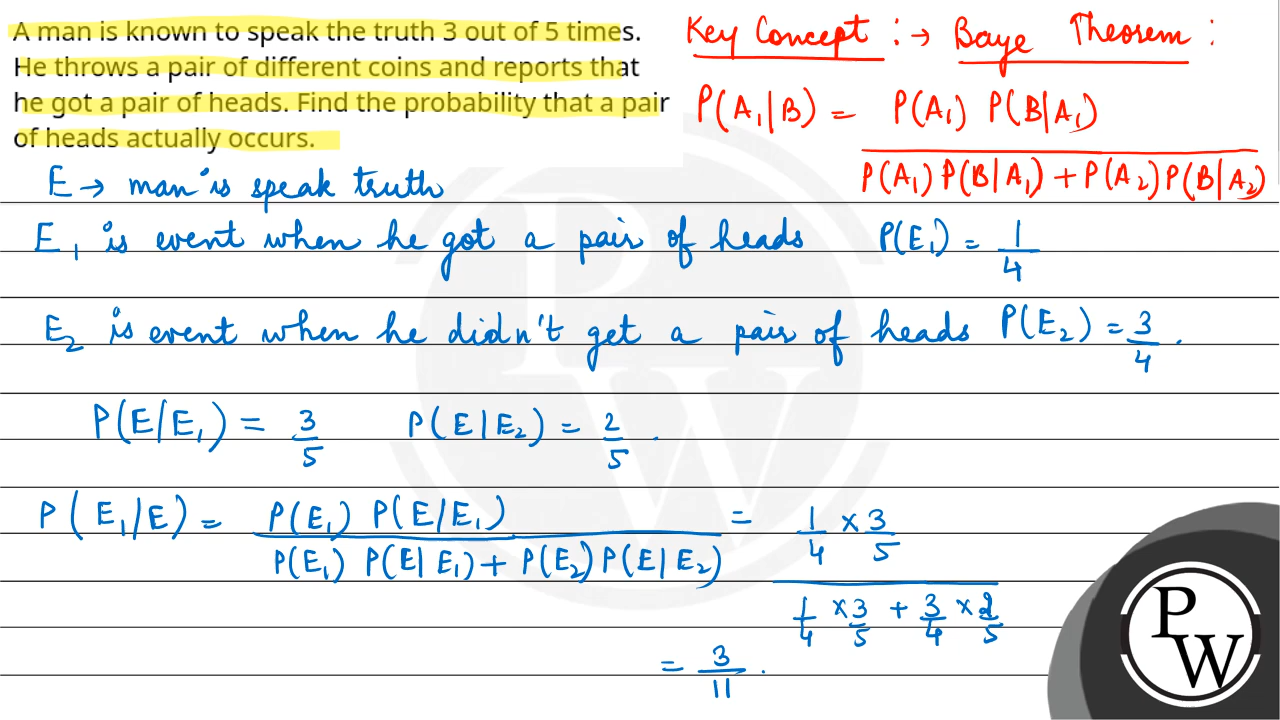 A man is known to speak the truth 3 out of 5 times.
He throws a pair of different coins and reports that
he got a pair of heads. Find the probability that a pair
of heads actually occurs.
Key Concept :→ Baye Theorem :
P(A₁|B) = P(A₁) P(B|A₁) / P(A₁) P(B|A₁) + P(A₂) P(B|A₂)
E → man is speak truth
E₁ is event when he got a pair of heads P(E₁) = 1/4
E₂ is event when he didn't get a pair of heads P(E₂) = 3/4 .
P(E|E₁) = 3/5 P(E|E₂) = 2/5 .
P(E₁|E) = P(E₁) P(E|E₁) / P(E₁) P(E|E₁) + P(E₂) P(E|E₂) = 1/4 × 3/5 / 1/4 × 3/5 + 3/4 × 2/5
= 3/11 .
P
W